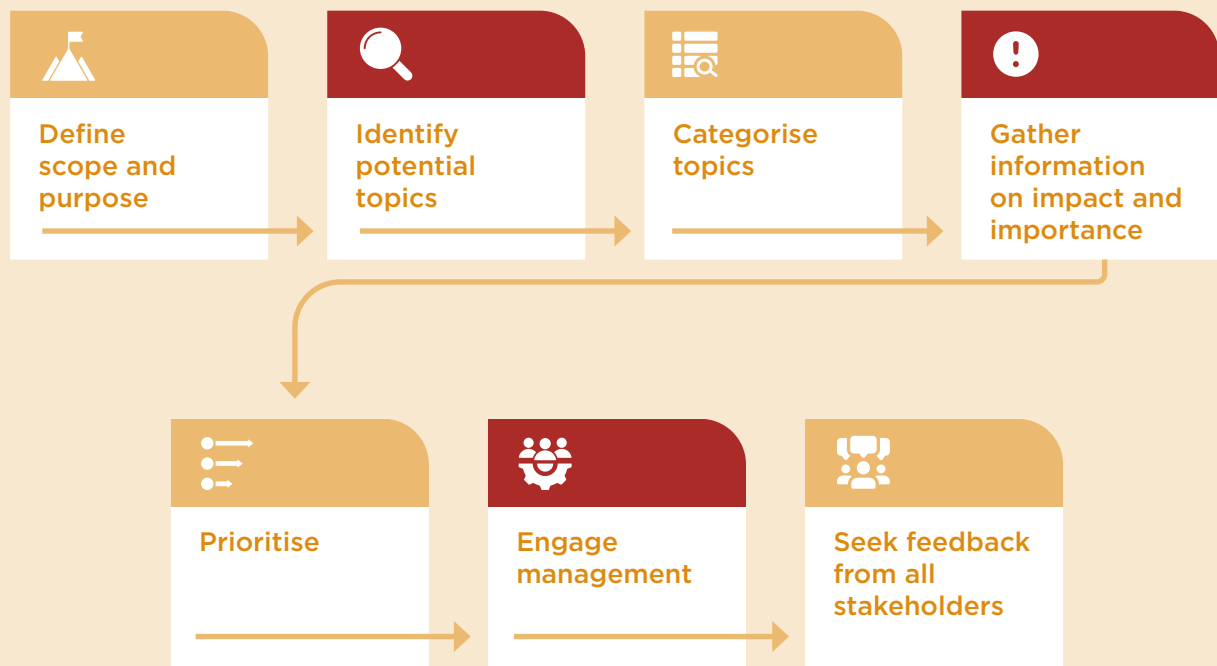 Define
scope and
purpose
Identify
potential
topics
Categorise
topics
Gather
information
on impact and
importance
Prioritise
Engage
management
Seek feedback
from all
stakeholders